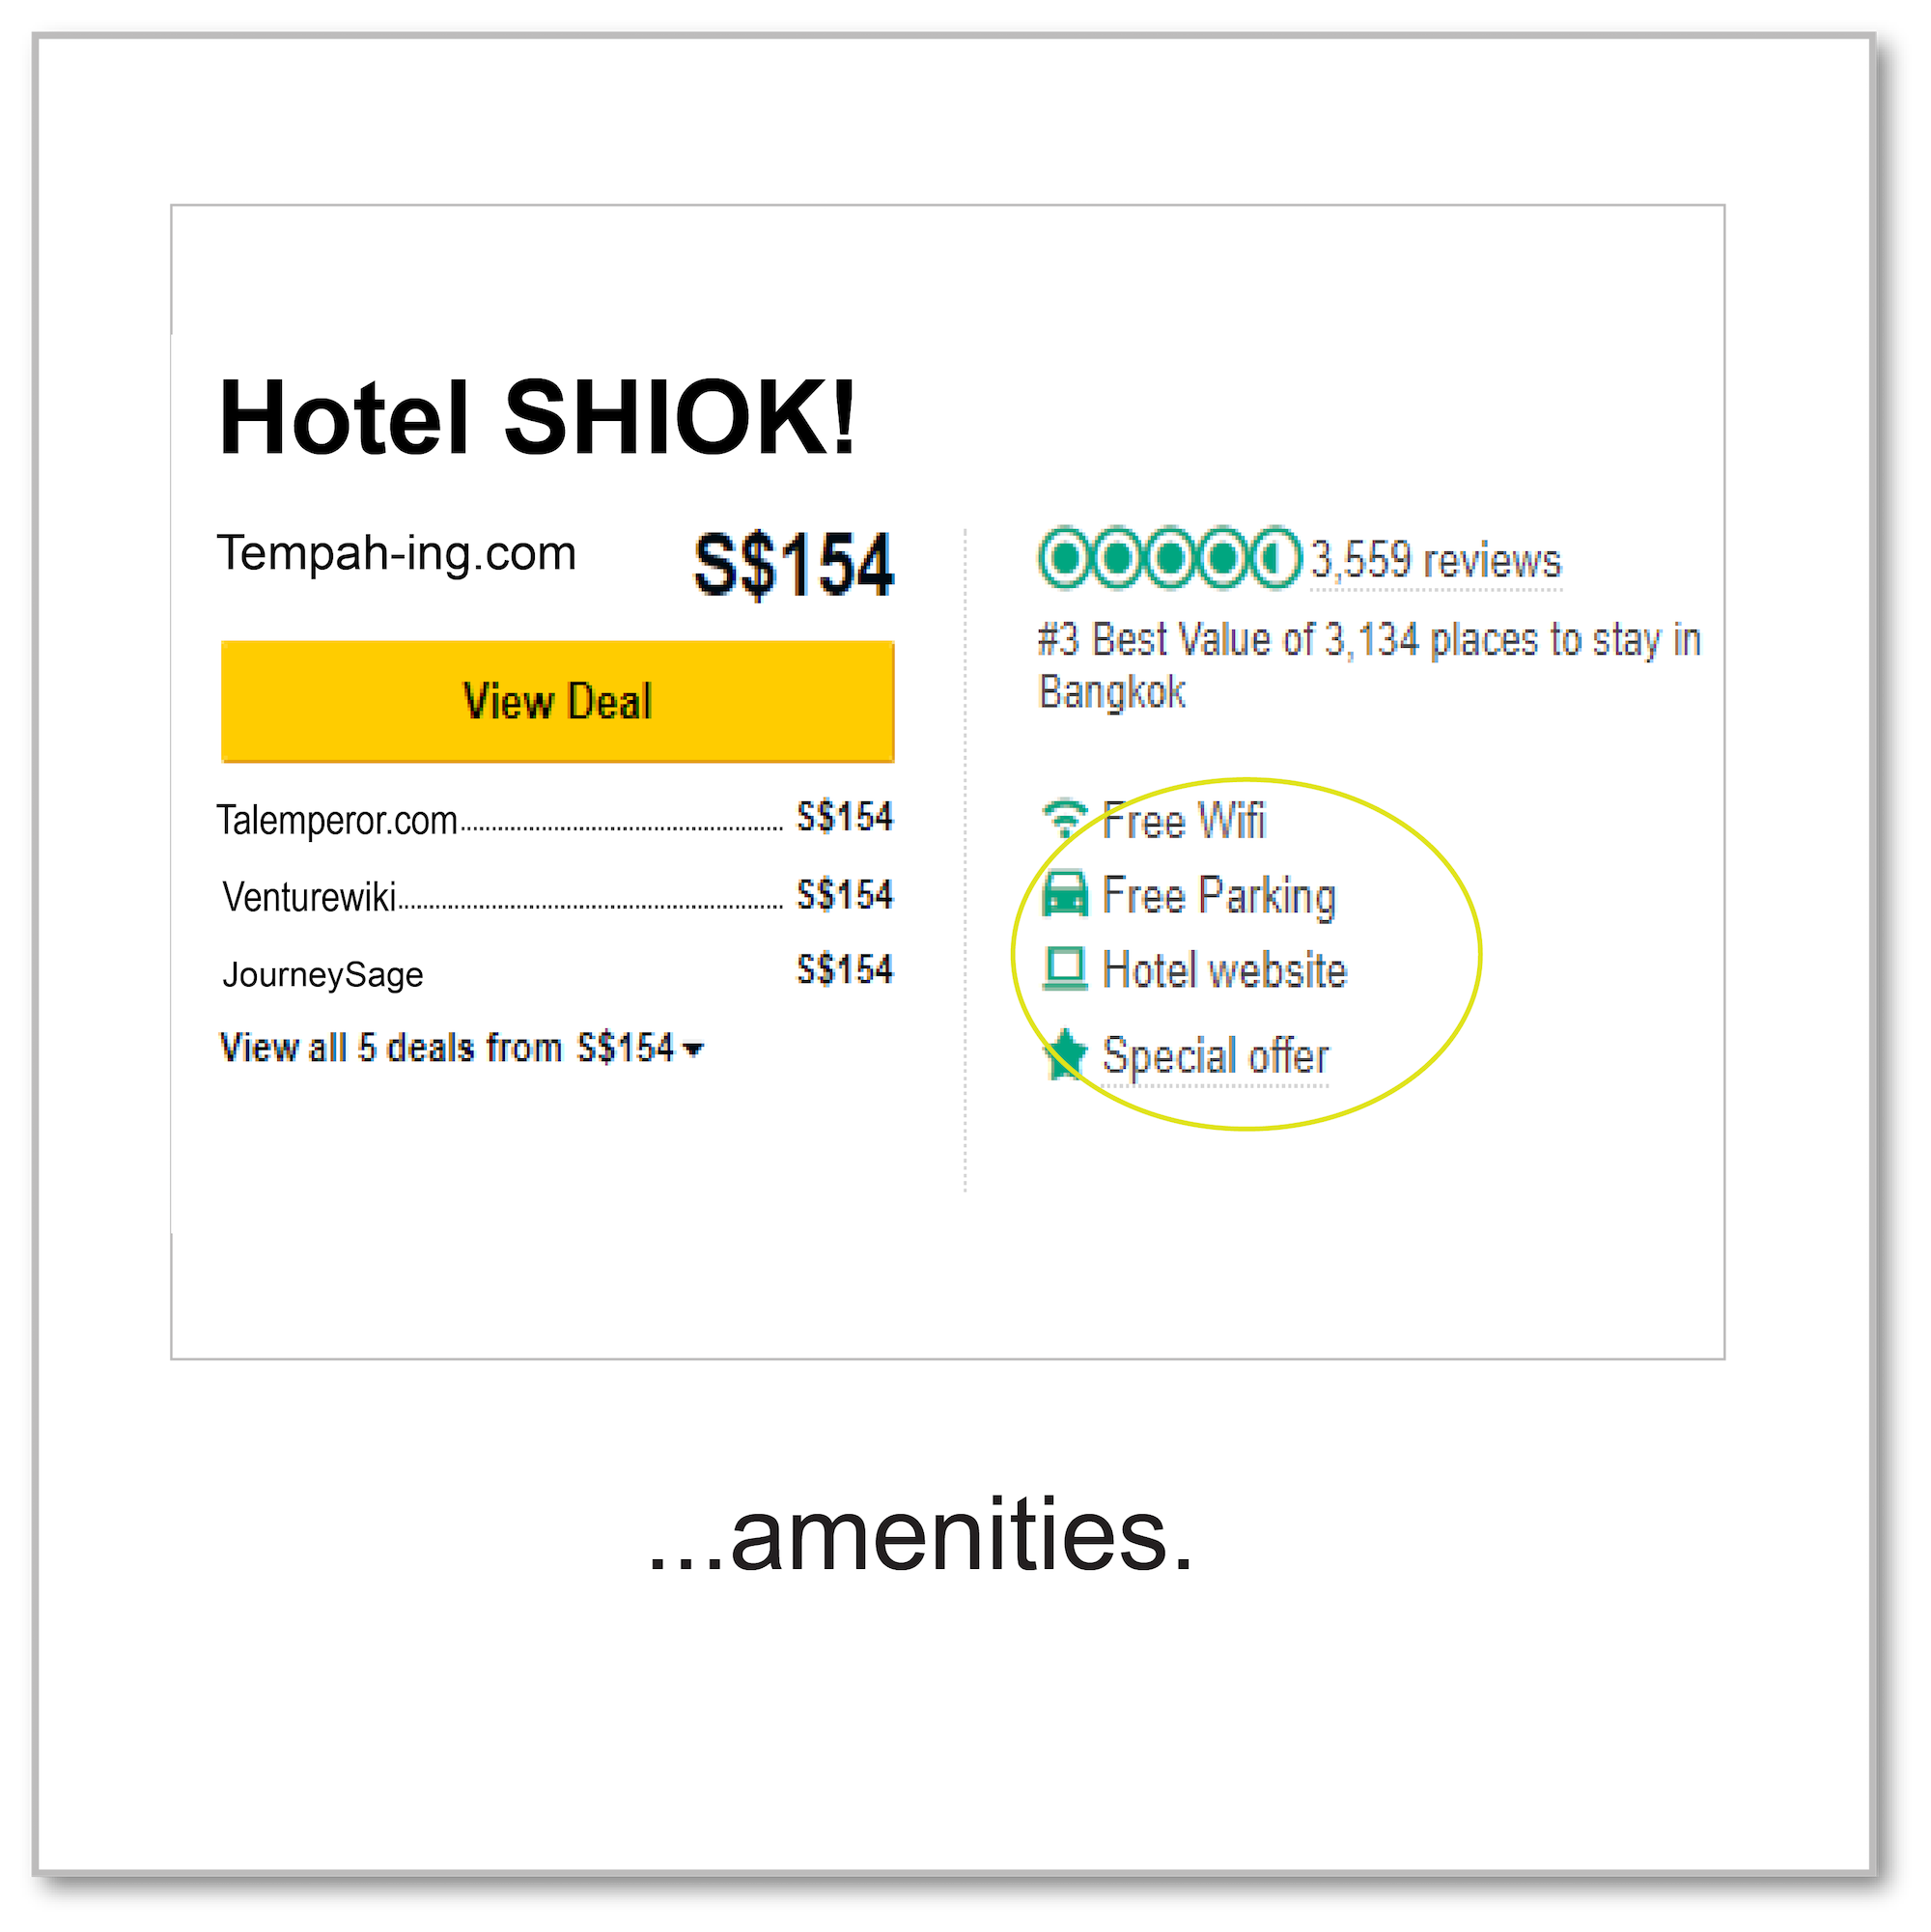 Hotel SHIOK!
Tempah-ing.com S$154
View Deal
Talemperor.com S$154
Venturewiki S$154
JourneySage S$154
View all 5 deals from S$154
3,559 reviews
#3 Best Value of 3,134 places to stay in
Bangkok
Free Wifi
Free Parking
Hotel website
Special offer
...amenities.